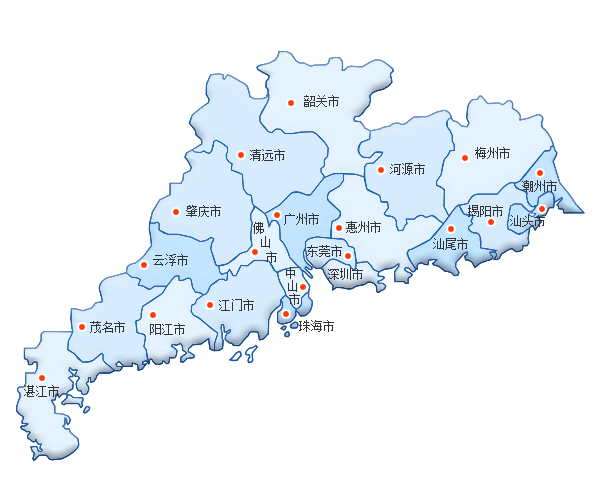 韶关市
清远市
河源市
梅州市
潮州市
肇庆市
广州市
揭阳市
汕头市
佛山市
惠州市
汕尾市
云浮市
东莞市
深圳市
中山市
茂名市
阳江市
江门市
珠海市
湛江市